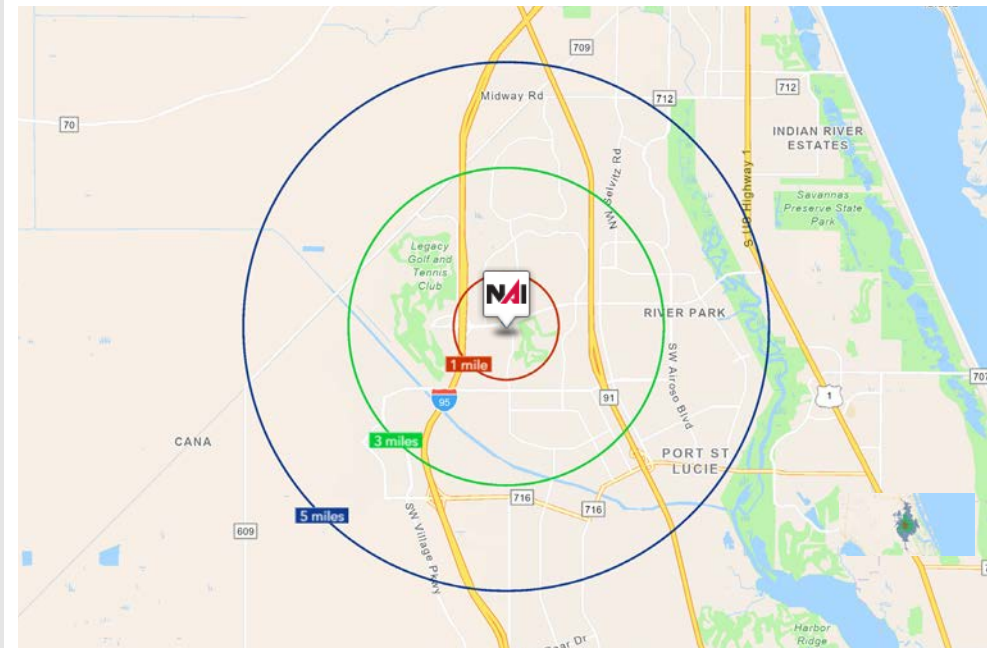 709
Midway Rd
712
712
70
INDIAN RIVER
ESTATES
NW Selvitz Rd
S US Highway 1
Savannas
Preserve State
Park
Legacy
Golf and
Tennis
Club
NAI
RIVER PARK
1 mile
SW Airoso Blvd
707
95
91
1
3 miles
CANA
PORT ST
LUCIE
716
716
5 miles
609
SW Village Pkwy
Harbor
Ridge